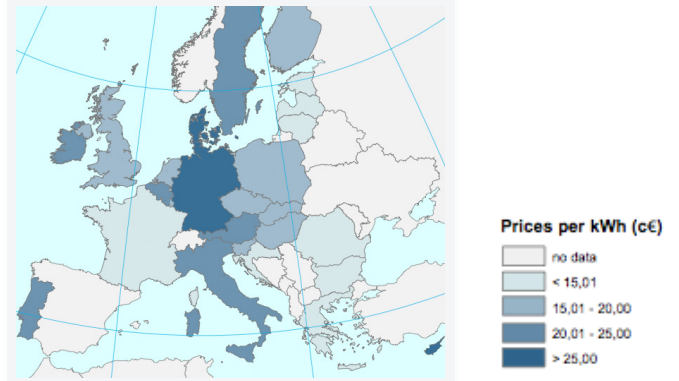 Prices per kWh (c€)
no data
< 15,01
15,01 - 20,00
20,01 - 25,00
> 25,00